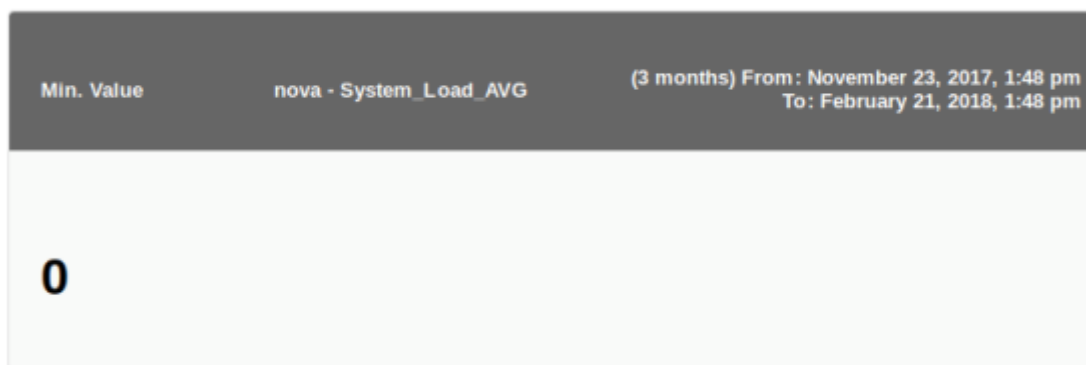 Min. Value
nova - System_Load_AVG
(3 months) From: November 23, 2017, 1:48 pm
To: February 21, 2018, 1:48 pm
0